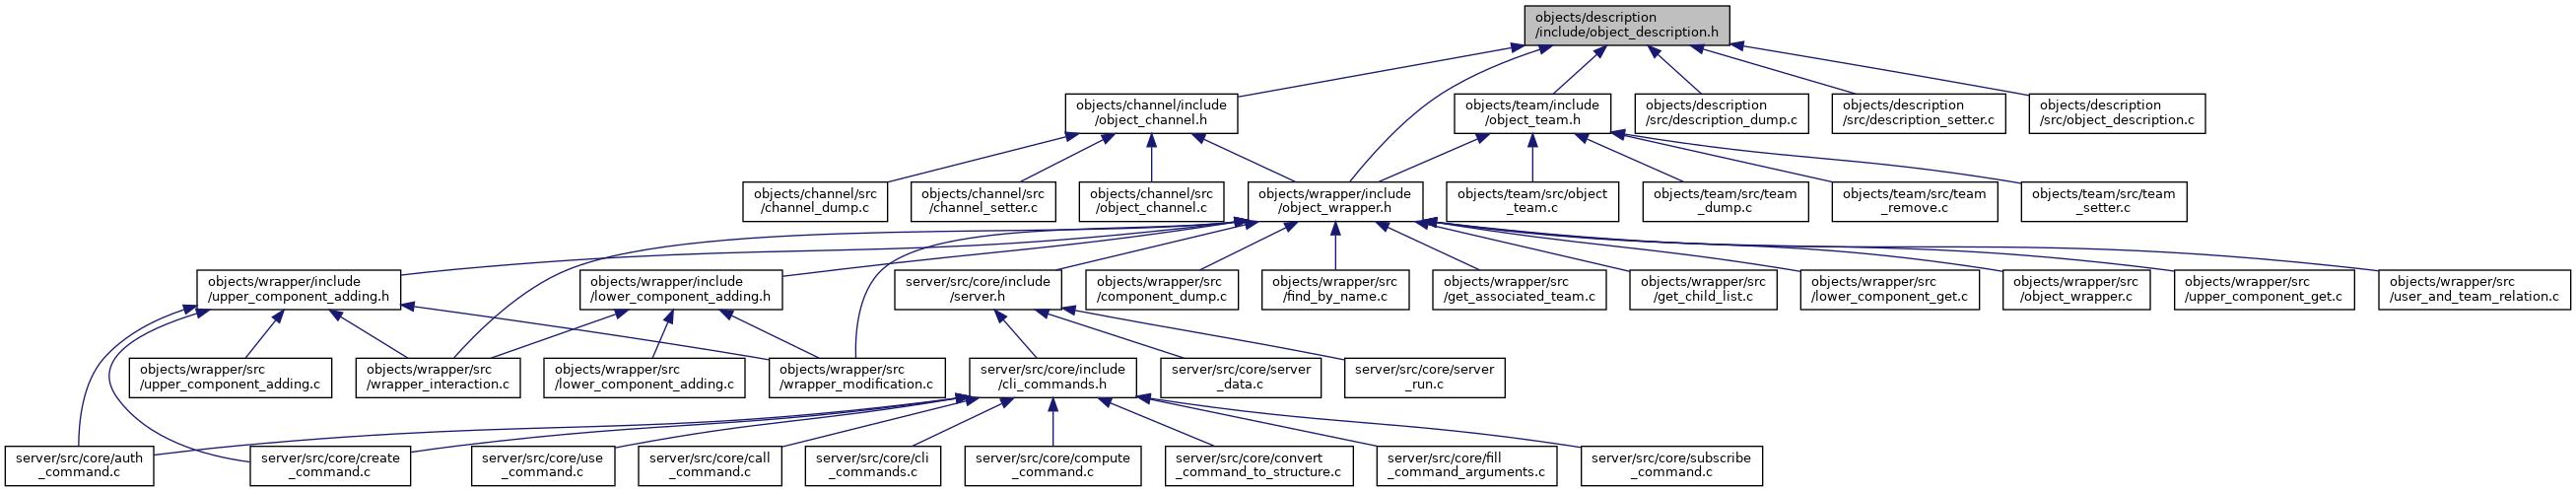 objects/description
/include/object_description.h
objects/channel/include
/object_channel.h
objects/team/include
/object_team.h
objects/description
/src/description_dump.c
objects/description
/src/description_setter.c
objects/description
/src/object_description.c
objects/channel/src
/channel_dump.c
objects/channel/src
/channel_setter.c
objects/channel/src
/object_channel.c
objects/wrapper/include
/object_wrapper.h
objects/team/src/object
_team.c
objects/team/src/team
_dump.c
objects/team/src/team
_remove.c
objects/team/src/team
_setter.c
objects/wrapper/include
/upper_component_adding.h
objects/wrapper/include
/lower_component_adding.h
server/src/core/include
/server.h
objects/wrapper/src
/component_dump.c
objects/wrapper/src
/find_by_name.c
objects/wrapper/src
/get_associated_team.c
objects/wrapper/src
/get_child_list.c
objects/wrapper/src
/lower_component_get.c
objects/wrapper/src
/object_wrapper.c
objects/wrapper/src
/upper_component_get.c
objects/wrapper/src
/user_and_team_relation.c
objects/wrapper/src
/upper_component_adding.c
objects/wrapper/src
/wrapper_interaction.c
objects/wrapper/src
/lower_component_adding.c
objects/wrapper/src
/wrapper_modification.c
server/src/core/include
/cli_commands.h
server/src/core/server
_data.c
server/src/core/server
_run.c
server/src/core/auth
_command.c
server/src/core/create
_command.c
server/src/core/use
_command.c
server/src/core/call
_command.c
server/src/core/cli
_commands.c
server/src/core/compute
_command.c
server/src/core/convert
_command_to_structure.c
server/src/core/fill
_command_arguments.c
server/src/core/subscribe
_command.c